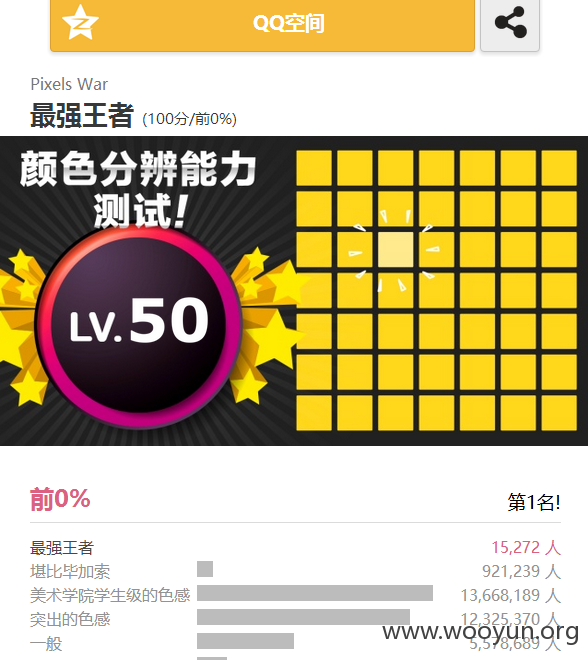 QQ空间
Pixels War
最强王者 (100分/前0%)
颜色分辨能力
测试!
LV.50
前0%
第1名!
最强王者 15,272 人
堪比毕加索 921,239 人
美术学院学生级的色感 13,668,189 人
突出的色感 12,325,370 人
一般 5,578,689 人
www.wooyun.org